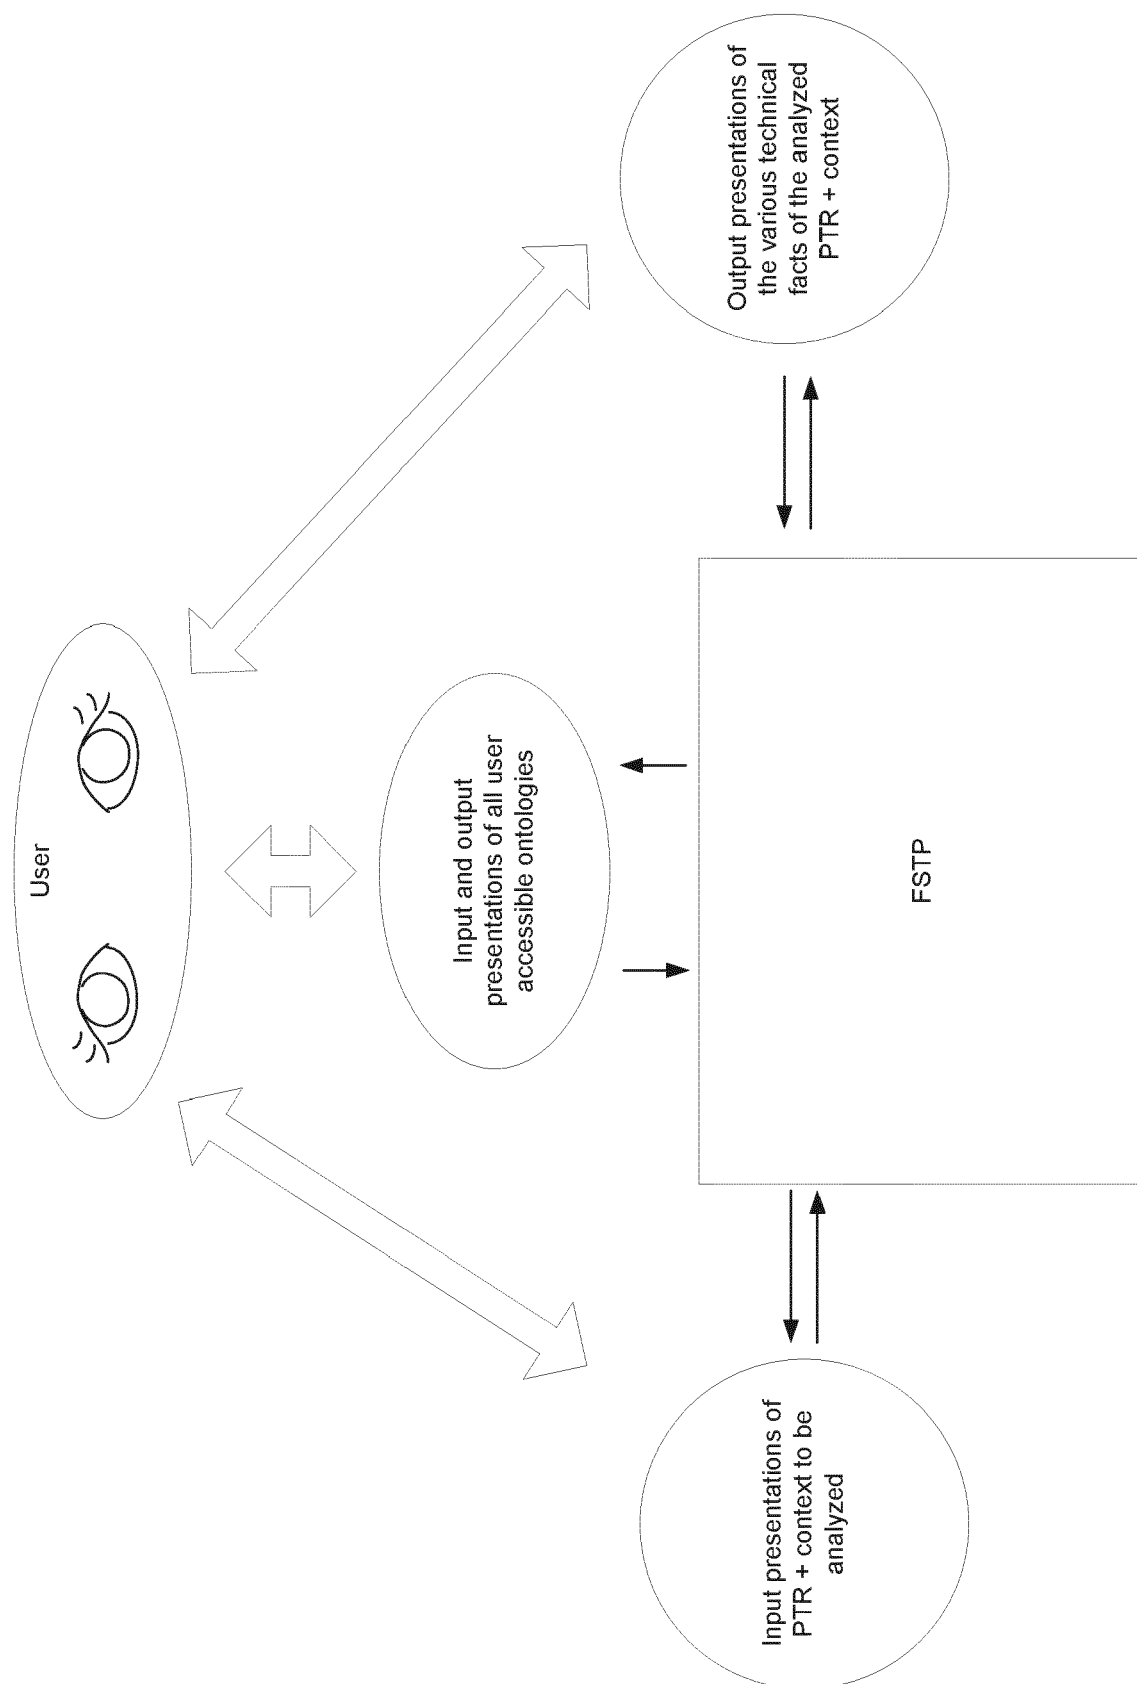 User
Input and output
presentations of all user
accessible ontologies
Input presentations of
PTR + context to be
analyzed
FSTP
Output presentations of
the various technical
facts of the analyzed
PTR + context